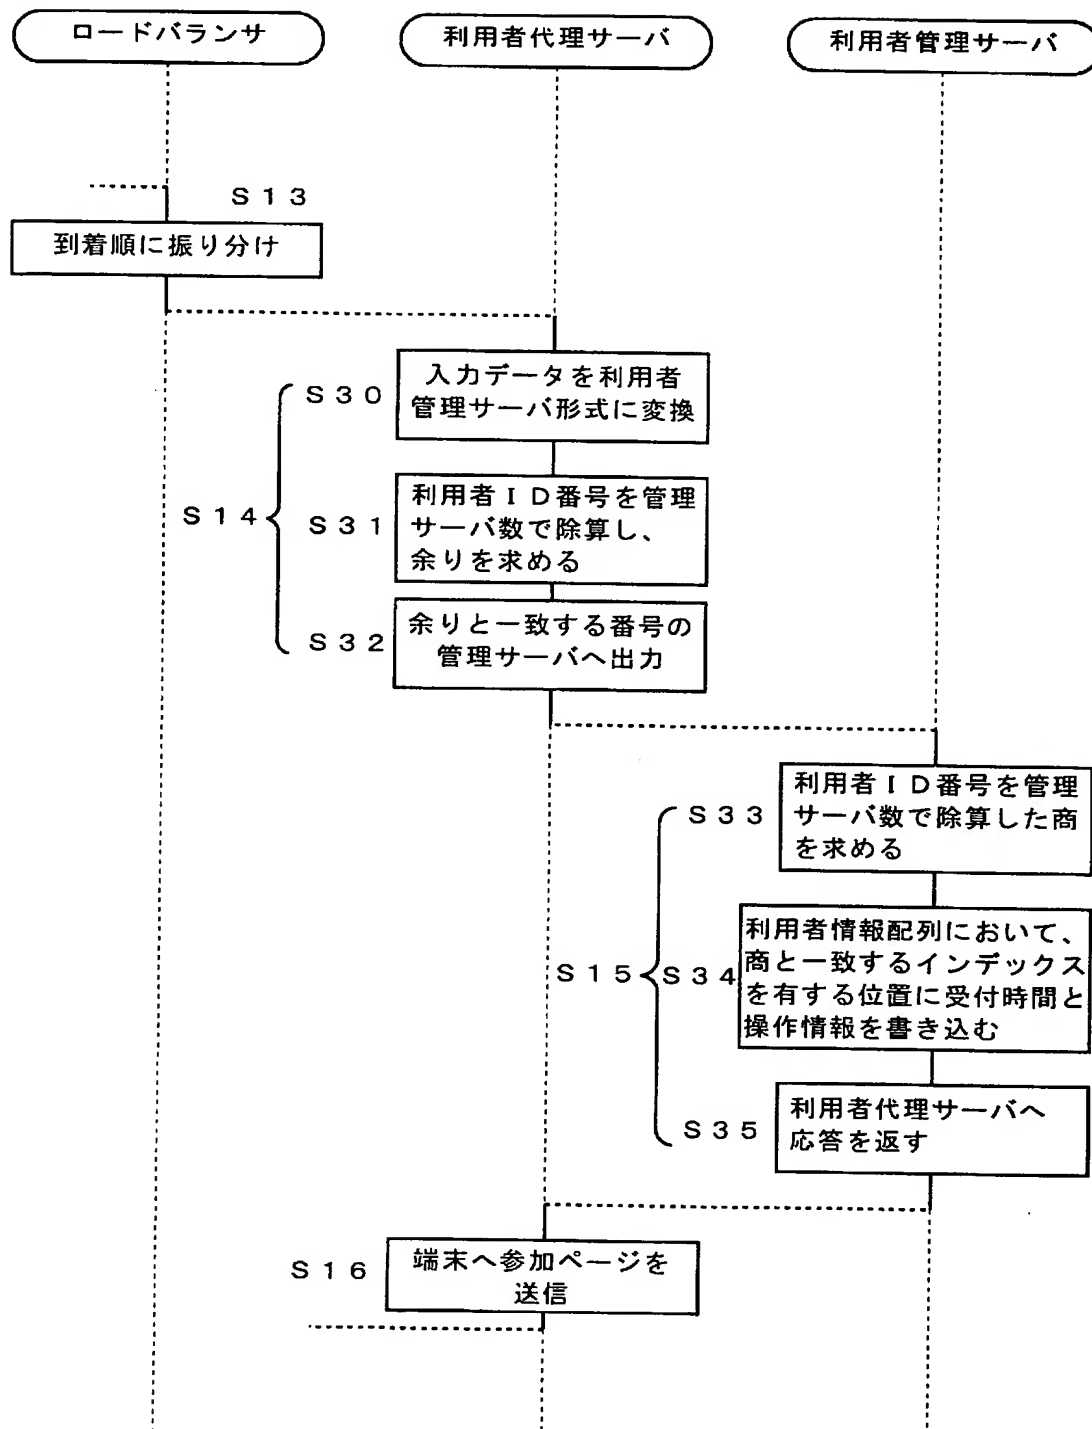 ロードバランサ
利用者代理サーバ
利用者管理サーバ
S13
到着順に振り分け
S14
S30
入力データを利用者
管理サーバ形式に変換
S31
利用者ID番号を管理
サーバ数で除算し、
余りを求める
S32
余りと一致する番号の
管理サーバへ出力
S15
S33
利用者ID番号を管理
サーバ数で除算した商
を求める
S34
利用者情報配列において、
商と一致するインデックス
を有する位置に受付時間と
操作情報を書き込む
S35
利用者代理サーバへ
応答を返す
S16
端末へ参加ページを
送信